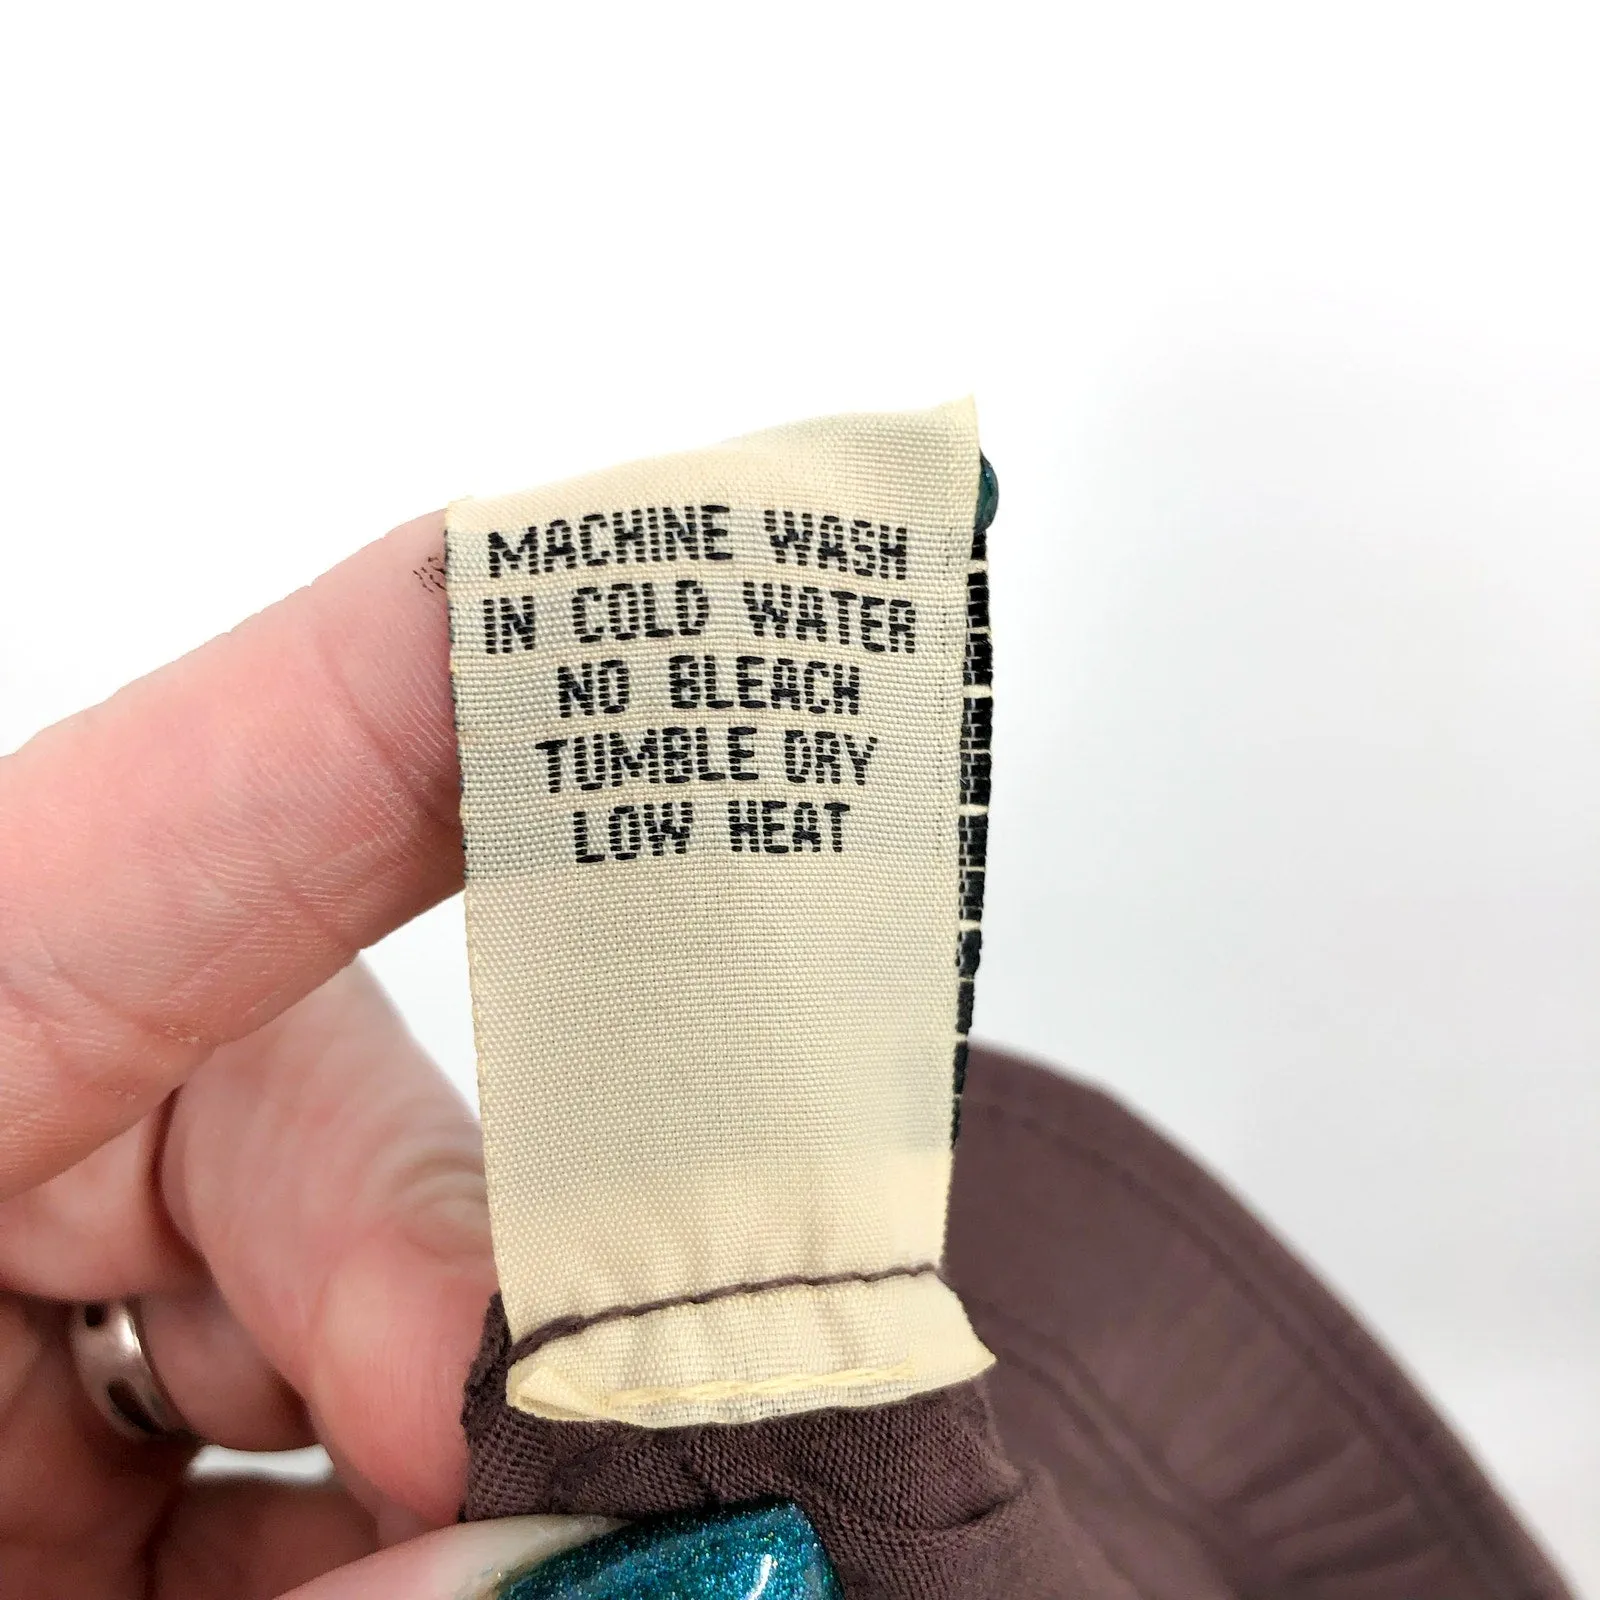 MACHINE WASH
IN COLD WATER
NO BLEACH
TUMBLE DRY
LOW HEAT